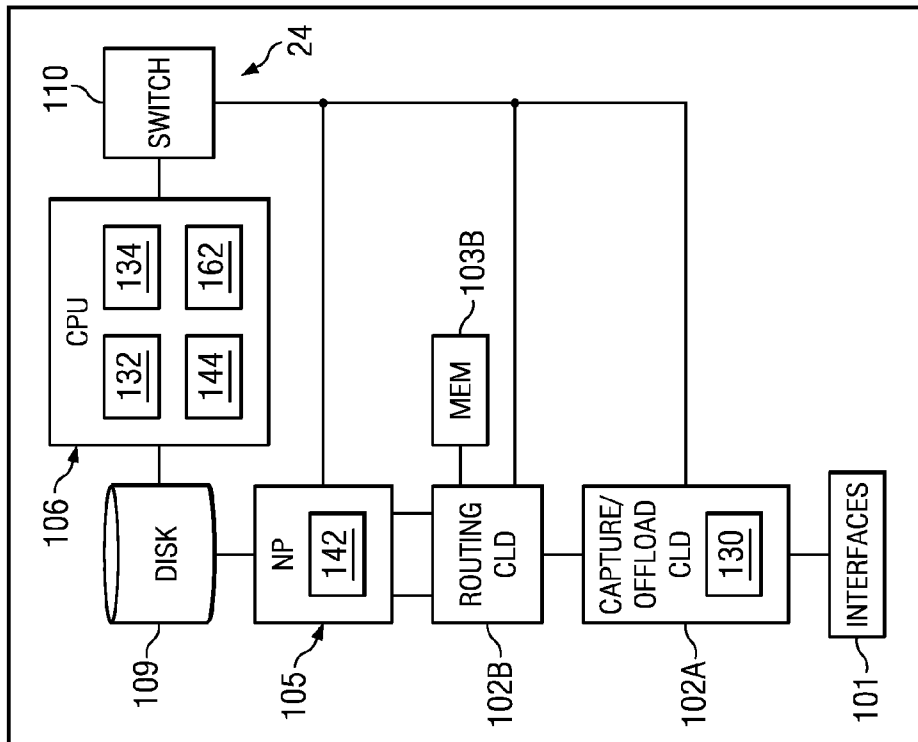 110
SWITCH
24
CPU
132
134
144
162
106
103B
MEM
DISK
109
NP
142
105
ROUTING
CLD
102B
CAPTURE/
OFFLOAD
CLD
130
102A
INTERFACES
101